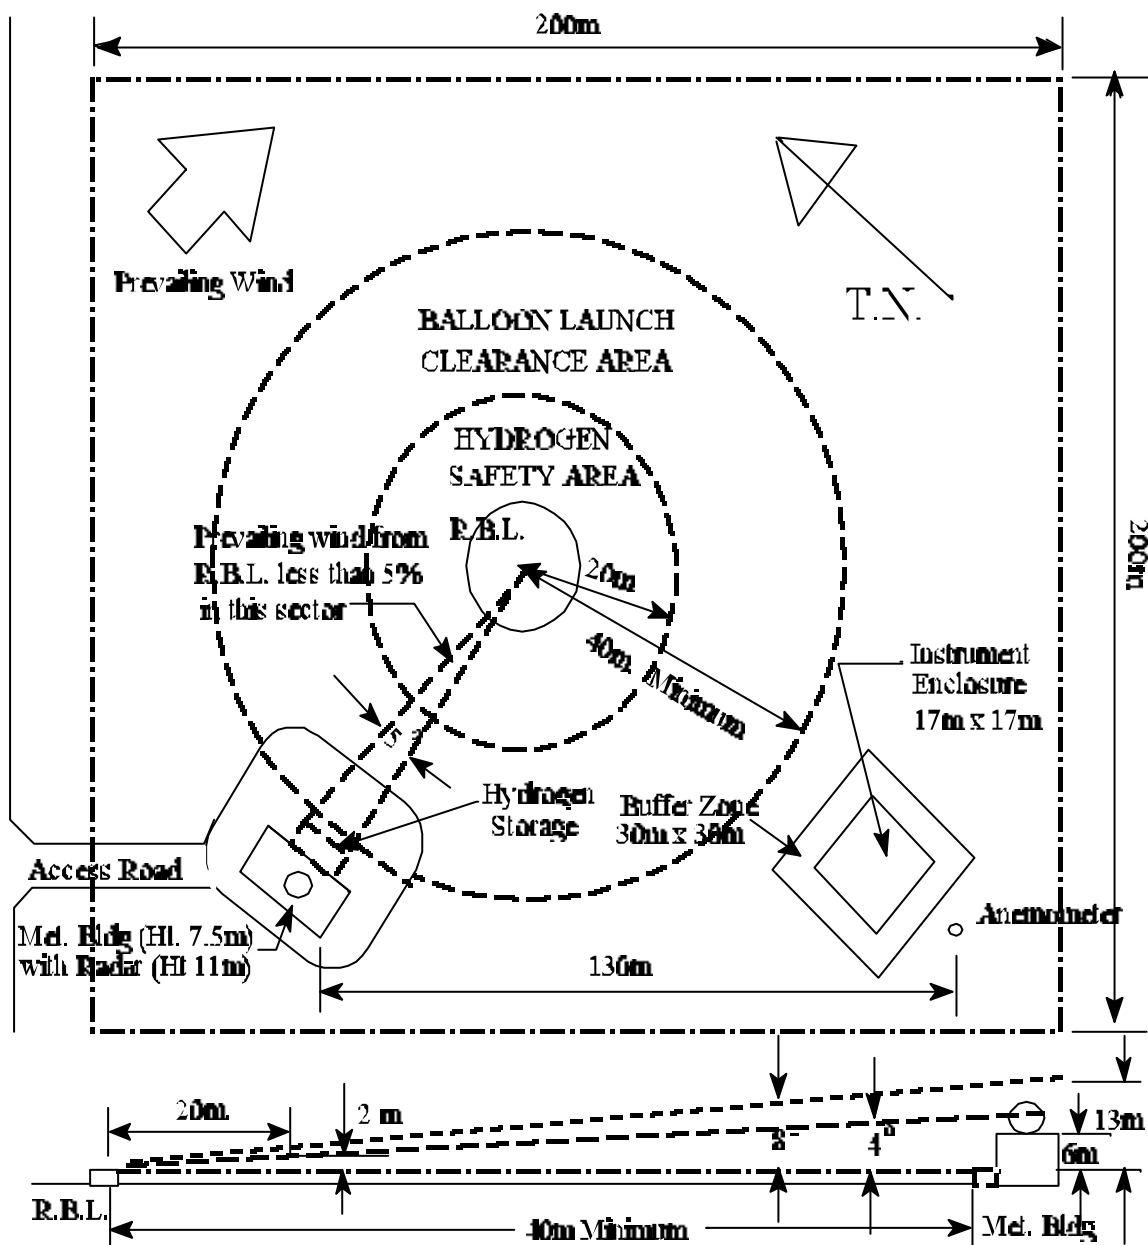 200m
Prevailing Wind
T.N.
BALLOON LAUNCH
CLEARANCE AREA
HYDROGEN
SAFETY AREA
R.B.L.
Prevailing wind from
R.B.L. less than 5%
in this sector
20m
40m Minimum
200m
Instrument
Enclosure
17m x 17m
5°
Hydrogen
Storage
Buffer Zone
30m x 30m
Access Road
Anemometer
Met. Bldg (Ht. 7.5m)
with Radar (Ht 11m)
130m
20m.
2 m
4°
13m
6m
R.B.L.
40m Minimum
Met. Bldg